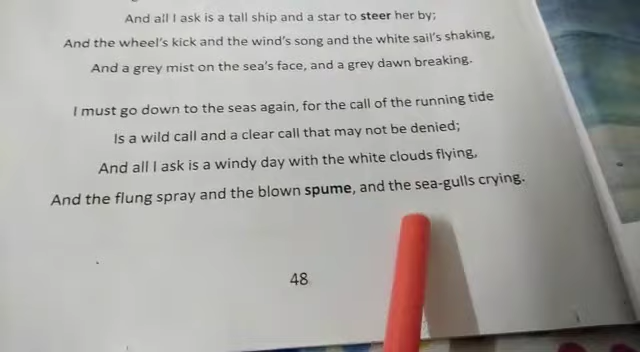 And all I ask is a tall ship and a star to steer her by;
And the wheel's kick and the wind's song and the white sail's shaking,
And a grey mist on the sea's face, and a grey dawn breaking.
I must go down to the seas again, for the call of the running tide
Is a wild call and a clear call that may not be denied;
And all I ask is a windy day with the white clouds flying,
And the flung spray and the blown spume, and the sea-gulls crying.
48